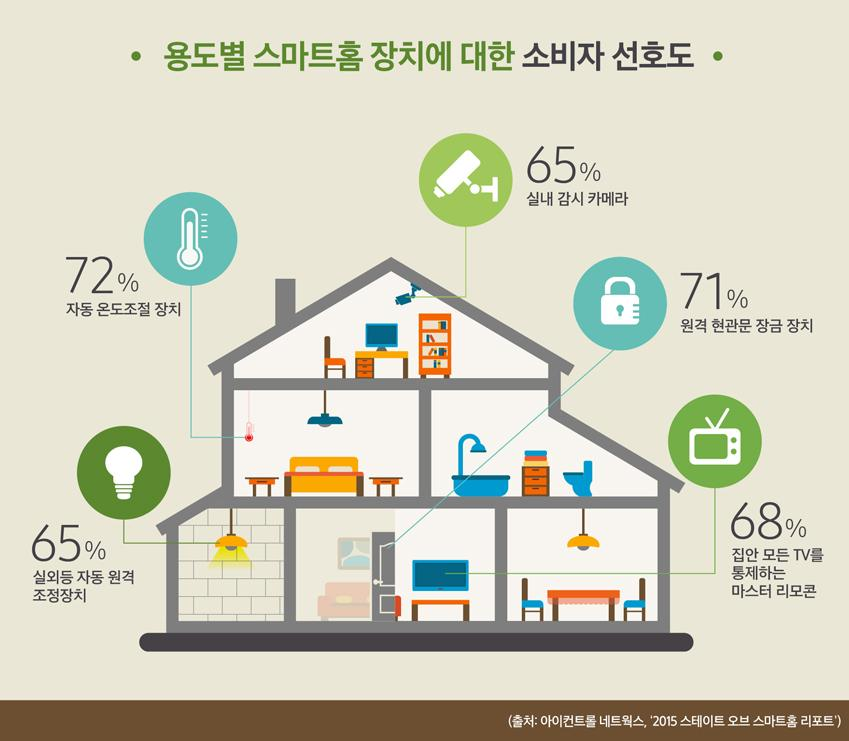 • 용도별 스마트홈 장치에 대한 소비자 선호도 •
65%
실내 감시 카메라
72%
자동 온도조절 장치
71%
원격 현관문 장금 장치
68%
집안 모든 TV를
통제하는
마스터 리모콘
65%
실외등 자동 원격
조정장치
(출처: 아이컨트롤 네트웍스, '2015 스테이트 오브 스마트홈 리포트')